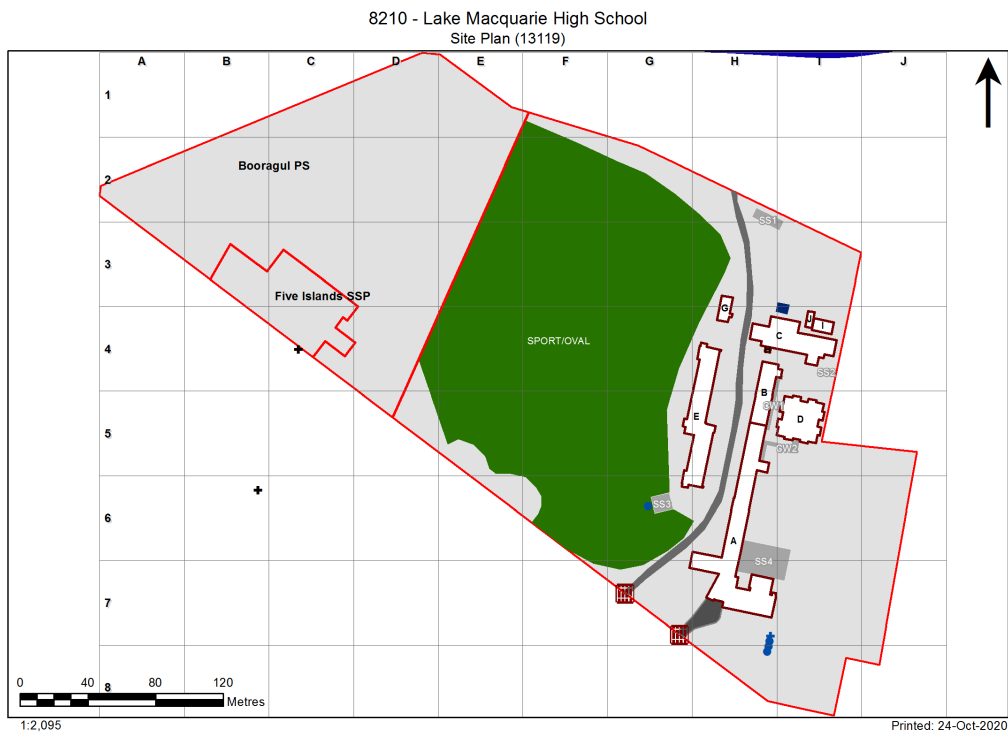 8210 - Lake Macquarie High School
Site Plan (13119)
A B C D E F G H I J
1
2
Booragul PS
SS1
3
Five Islands SSP
G
J
I
C
4
SPORT/OVAL
SS2
B
GW1
D
E
5
GW2
SS3
6
A
SS4
7
8
0 40 80 120
Metres
1:2,095
Printed: 24-Oct-2020